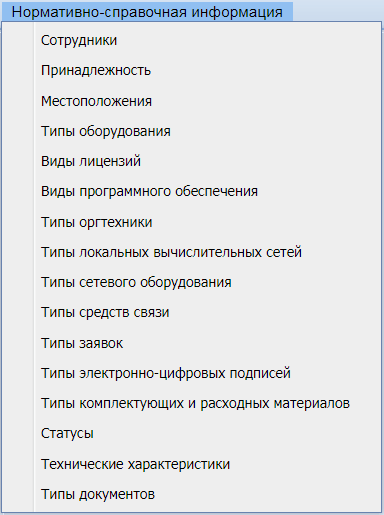 Нормативно-справочная информация
Сотрудники
Принадлежность
Местоположения
Типы оборудования
Виды лицензий
Виды программного обеспечения
Типы оргтехники
Типы локальных вычислительных сетей
Типы сетевого оборудования
Типы средств связи
Типы заявок
Типы электронно-цифровых подписей
Типы комплектующих и расходных материалов
Статусы
Технические характеристики
Типы документов